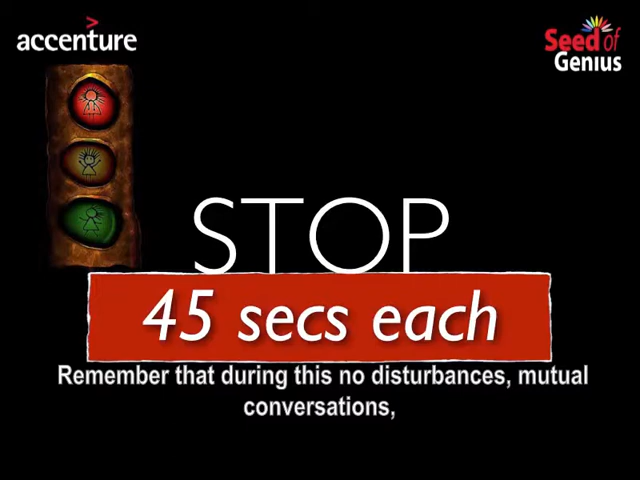 accenture
Seed of
Genius
STOP
45 secs each
Remember that during this no disturbances, mutual
conversations,